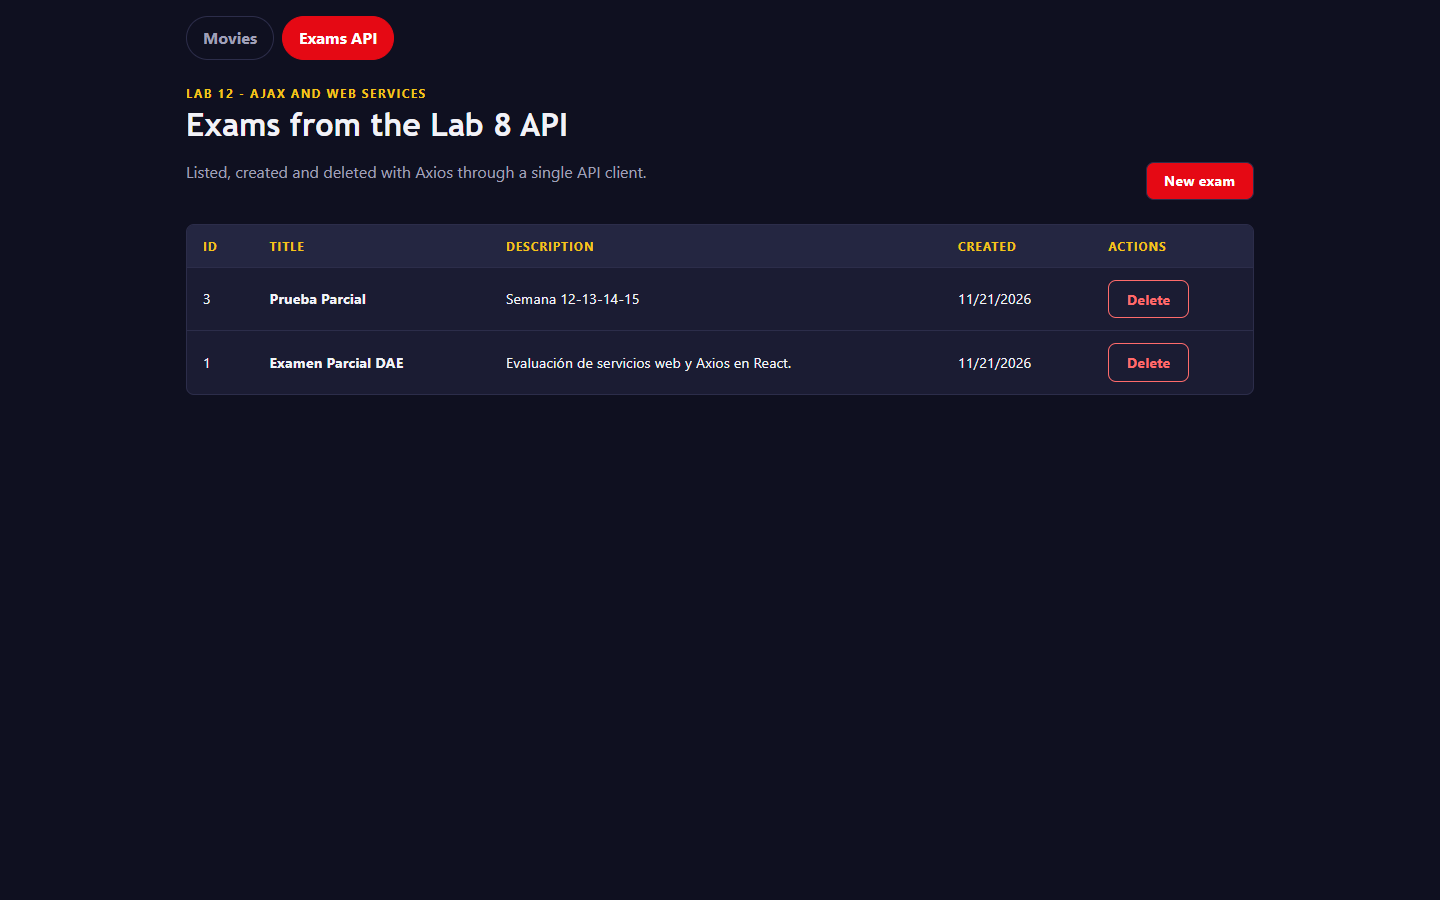 Movies Exams API
LAB 12 - AJAX AND WEB SERVICES
Exams from the Lab 8 API
Listed, created and deleted with Axios through a single API client.
New exam
ID TITLE DESCRIPTION CREATED ACTIONS
3 Prueba Parcial Semana 12-13-14-15 11/21/2026 Delete
1 Examen Parcial DAE Evaluación de servicios web y Axios en React. 11/21/2026 Delete